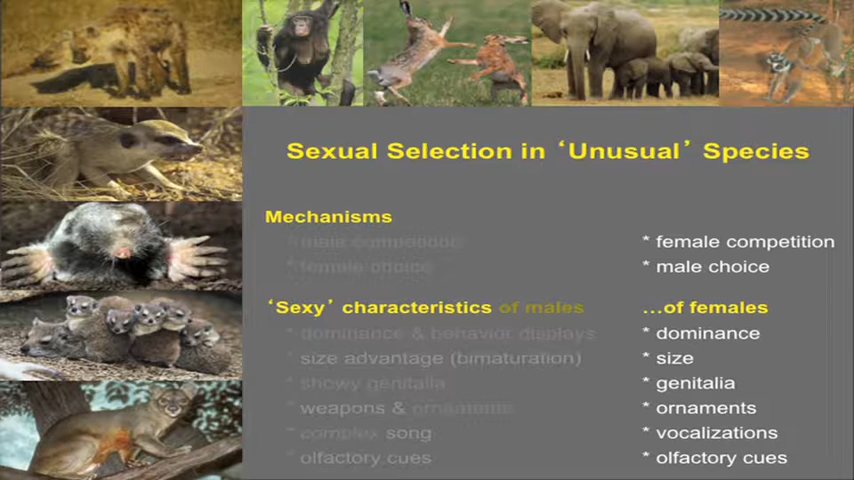 Sexual Selection in ‘Unusual’ Species
Mechanisms
* male competition
* female competition
* female choice
* male choice
‘Sexy’ characteristics of males
...of females
* dominance & behavior displays
* dominance
* size advantage (bimaturation)
* size
* showy genitalia
* genitalia
* weapons & ornaments
* ornaments
* complex song
* vocalizations
* olfactory cues
* olfactory cues